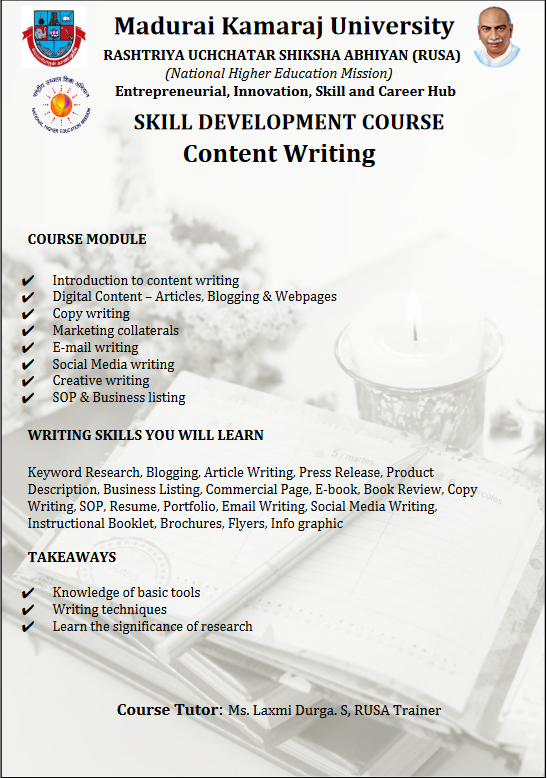 Madurai Kamaraj University
RASHTRIYA UCHCHATAR SHIKSHA ABHIYAN (RUSA)
(National Higher Education Mission)
Entrepreneurial, Innovation, Skill and Career Hub
SKILL DEVELOPMENT COURSE
Content Writing
COURSE MODULE
✔ Introduction to content writing
✔ Digital Content – Articles, Blogging & Webpages
✔ Copy writing
✔ Marketing collaterals
✔ E-mail writing
✔ Social Media writing
✔ Creative writing
✔ SOP & Business listing
WRITING SKILLS YOU WILL LEARN
Keyword Research, Blogging, Article Writing, Press Release, Product
Description, Business Listing, Commercial Page, E-book, Book Review, Copy
Writing, SOP, Resume, Portfolio, Email Writing, Social Media Writing,
Instructional Booklet, Brochures, Flyers, Info graphic
TAKEAWAYS
✔ Knowledge of basic tools
✔ Writing techniques
✔ Learn the significance of research
Course Tutor: Ms. Laxmi Durga. S, RUSA Trainer